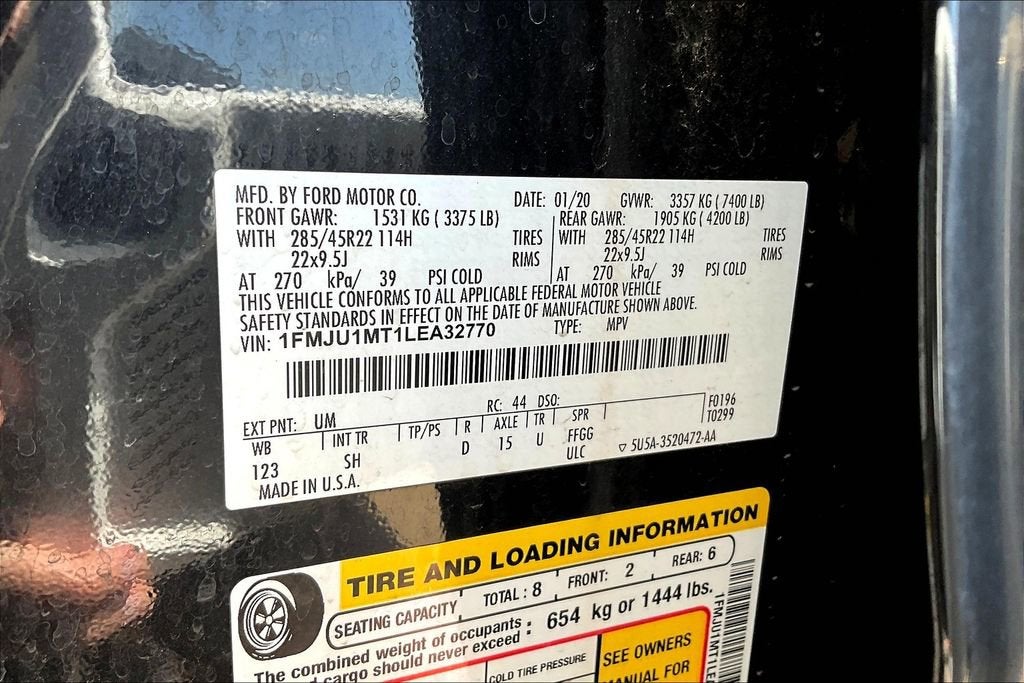 MFD. BY FORD MOTOR CO. DATE: 01/20 GVWR: 3357 KG ( 7400 LB)
FRONT GAWR: 1531 KG ( 3375 LB) REAR GAWR: 1905 KG ( 4200 LB)
WITH 285/45R22 114H TIRES WITH 285/45R22 114H TIRES
22x9.5J RIMS 22x9.5J RIMS
AT 270 kPa/ 39 PSI COLD AT 270 kPa/ 39 PSI COLD
THIS VEHICLE CONFORMS TO ALL APPLICABLE FEDERAL MOTOR VEHICLE
SAFETY STANDARDS IN EFFECT ON THE DATE OF MANUFACTURE SHOWN ABOVE.
VIN: 1FMJU1MT1LEA32770 TYPE: MPV
EXT PNT: UM RC: 44 DSO: F0196
WB INT TR TP/PS R AXLE TR SPR T0299
123 SH D 15 U FFGG
ULC ▽ 5U5A-3520472-AA
MADE IN U.S.A.
TIRE AND LOADING INFORMATION
SEATING CAPACITY TOTAL : 8 FRONT: 2 REAR: 6
The combined weight of occupants
cargo should never exceed : 654 kg or 1444 lbs.
COLD TIRE PRESSURE
SEE OWNERS
MANUAL FOR
1FMJU1MT1LE